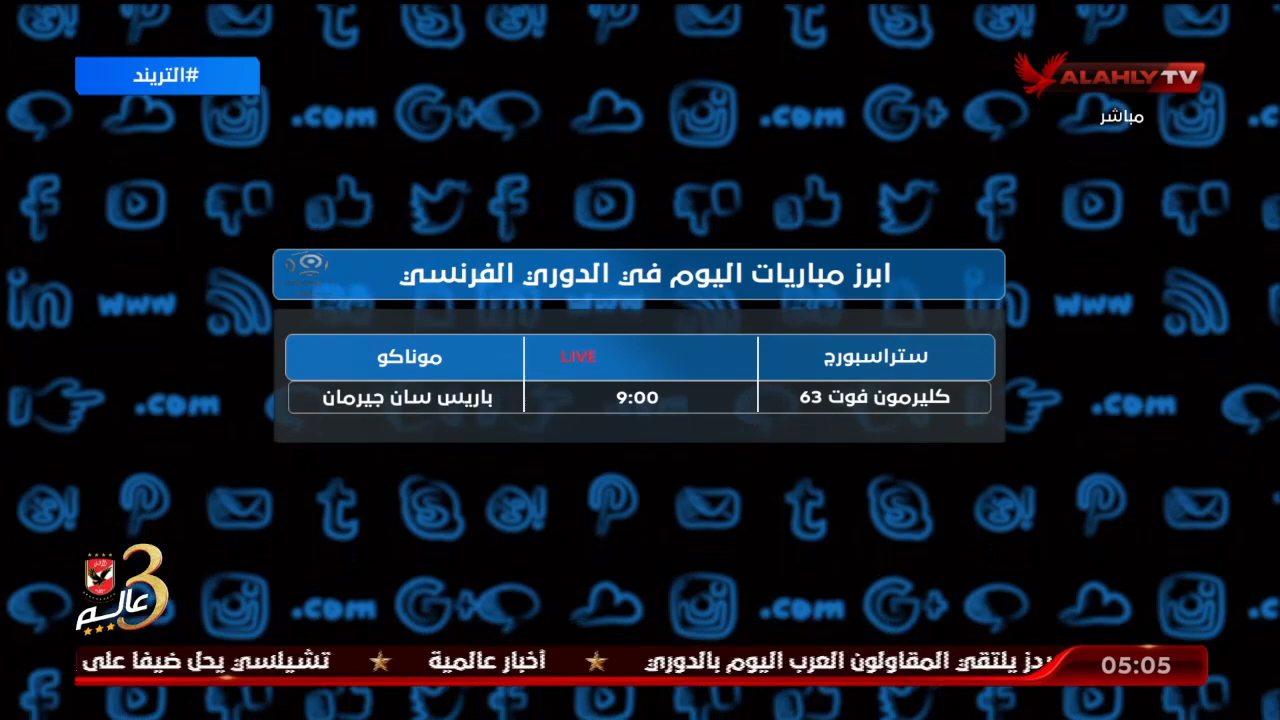 #التريند
ALAHLY TV
مباشر
ابرز مباريات اليوم في الدوري الفرنسي
ستراسبورج LIVE موناكو
كليرمون فوت 63 9:00 باريس سان جيرمان
3 عالم
يلتقي المقاولون العرب اليوم بالدوري ★ أخبار عالمية ★ تشيلسي يحل ضيفا على
05:05